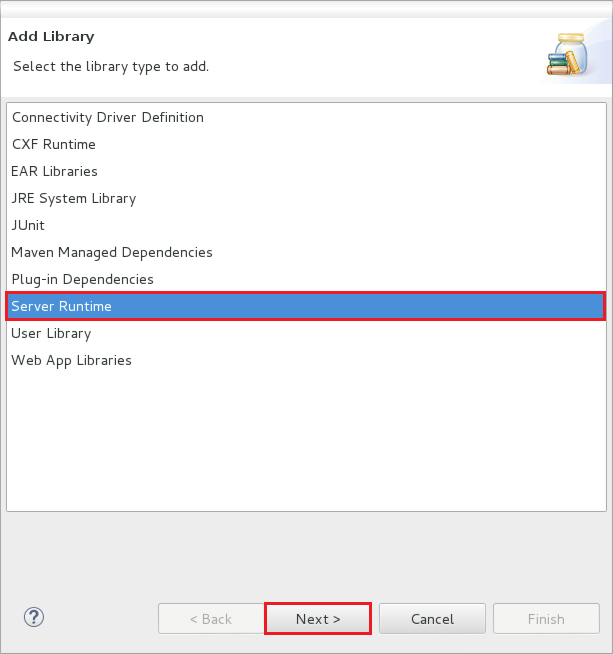 Add Library
Select the library type to add.
Connectivity Driver Definition
CXF Runtime
EAR Libraries
JRE System Library
JUnit
Maven Managed Dependencies
Plug-in Dependencies
Server Runtime
User Library
Web App Libraries
? < Back Next > Cancel Finish